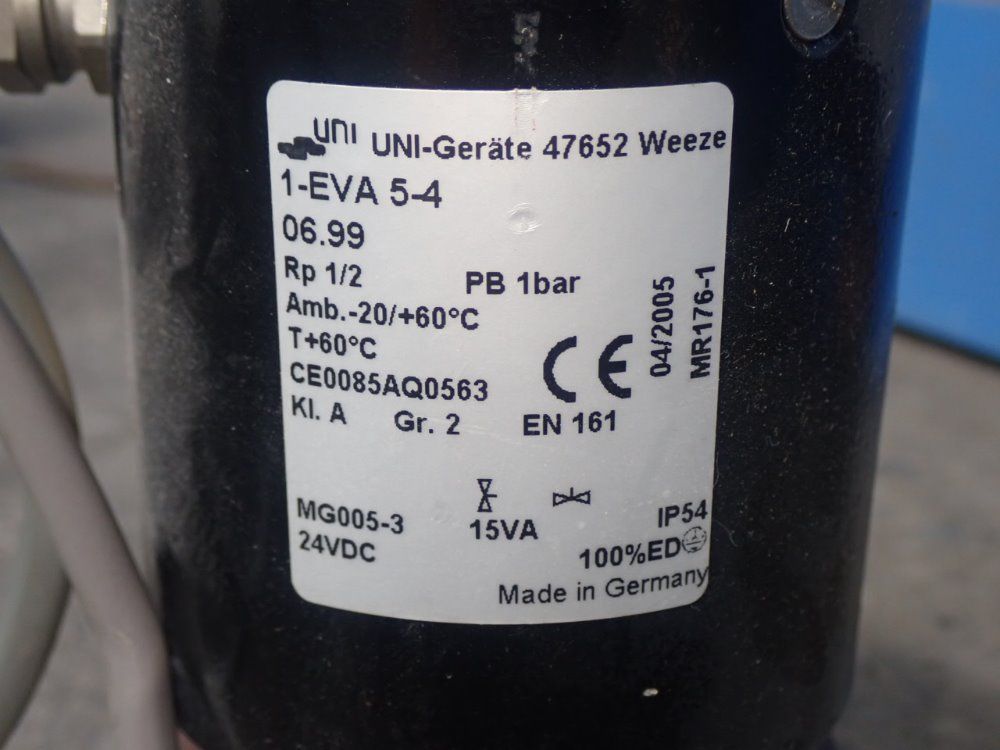 uni UNI-Geräte 47652 Weeze
1-EVA 5-4
06.99
Rp 1/2 PB 1bar
Amb.-20/+60°C
T+60°C
CE0085AQ0563
Kl. A Gr. 2 EN 161
CE
04/2005
MR176-1
MG005-3 15VA IP54
24VDC 100%ED
Made in Germany